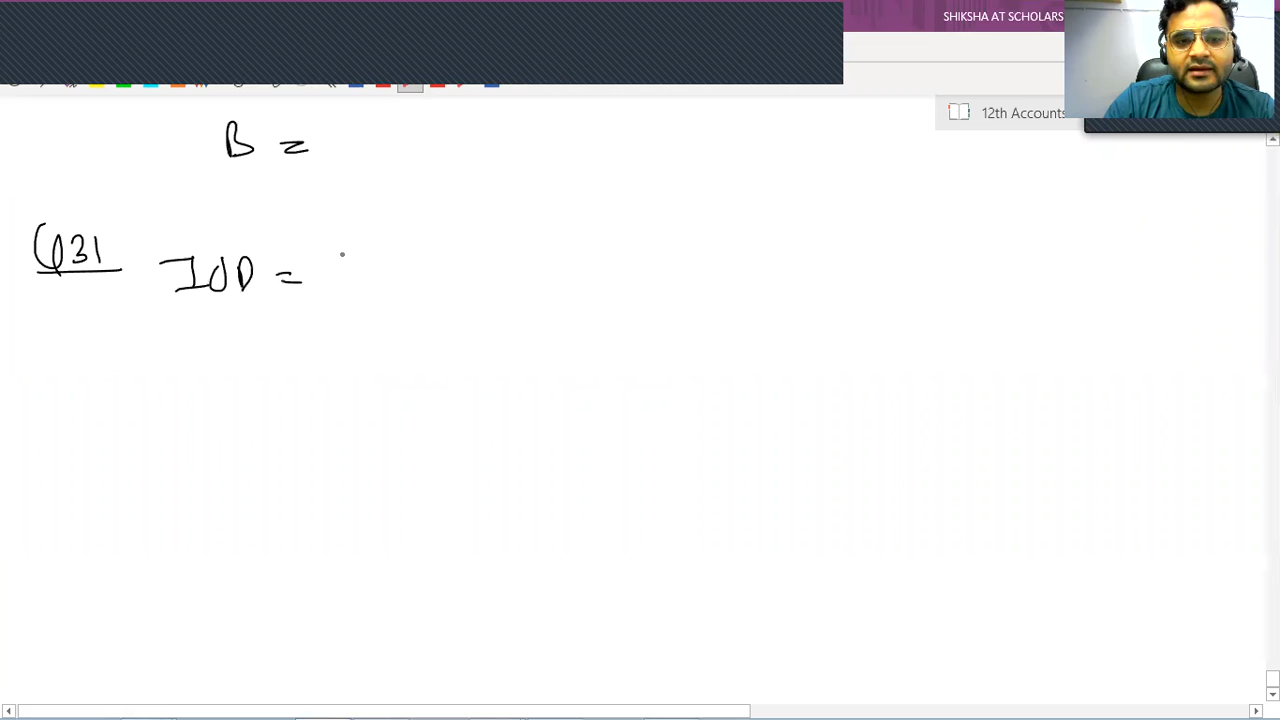 SHIKSHA AT SCHOLARS
12th Accounts
B =
Q31 IOD =